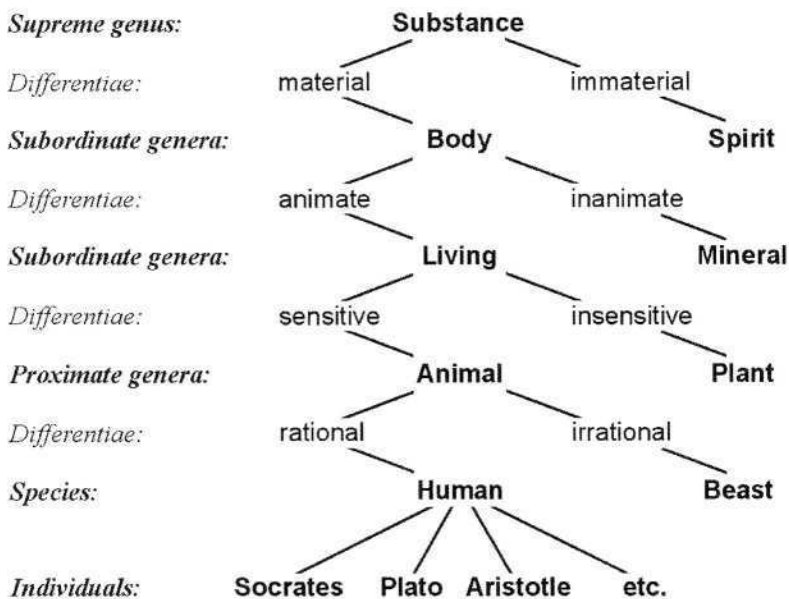 Supreme genus: Substance
Differentiae: material immaterial
Subordinate genera: Body Spirit
Differentiae: animate inanimate
Subordinate genera: Living Mineral
Differentiae: sensitive insensitive
Proximate genera: Animal Plant
Differentiae: rational irrational
Species: Human Beast
Individuals: Socrates Plato Aristotle etc.